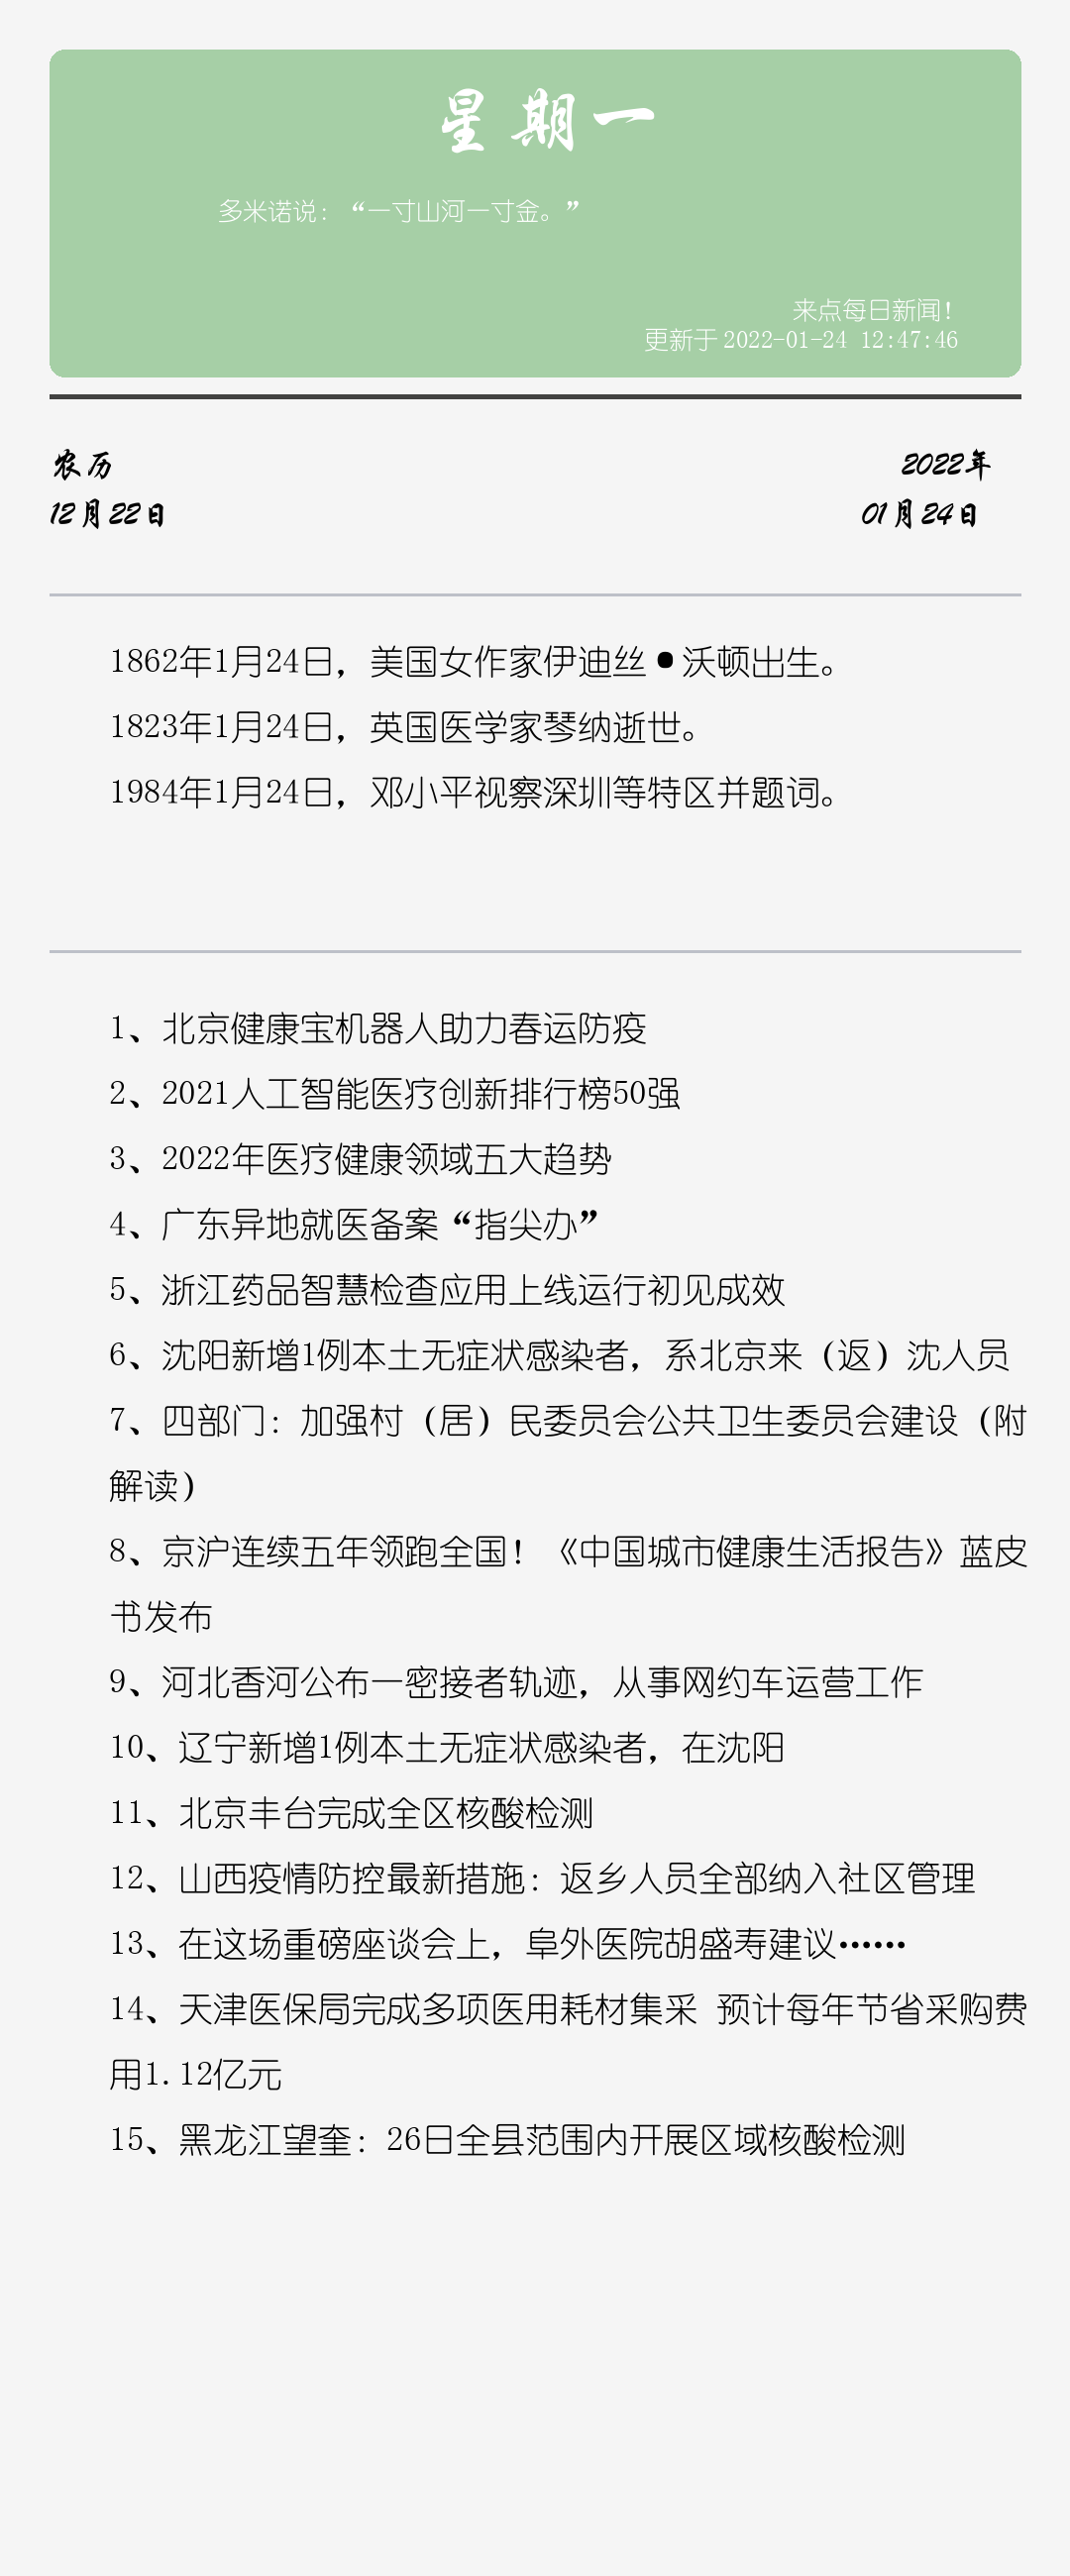 星期一
多米诺说：“一寸山河一寸金。”
来点每日新闻！
更新于 2022-01-24 12:47:46
农历
12月22日
2022年
01月24日
1862年1月24日，美国女作家伊迪丝•沃顿出生。
1823年1月24日，英国医学家琴纳逝世。
1984年1月24日，邓小平视察深圳等特区并题词。
1、北京健康宝机器人助力春运防疫
2、2021人工智能医疗创新排行榜50强
3、2022年医疗健康领域五大趋势
4、广东异地就医备案“指尖办”
5、浙江药品智慧检查应用上线运行初见成效
6、沈阳新增1例本土无症状感染者，系北京来（返）沈人员
7、四部门：加强村（居）民委员会公共卫生委员会建设（附
解读）
8、京沪连续五年领跑全国！《中国城市健康生活报告》蓝皮
书发布
9、河北香河公布一密接者轨迹，从事网约车运营工作
10、辽宁新增1例本土无症状感染者，在沈阳
11、北京丰台完成全区核酸检测
12、山西疫情防控最新措施：返乡人员全部纳入社区管理
13、在这场重磅座谈会上，阜外医院胡盛寿建议……
14、天津医保局完成多项医用耗材集采 预计每年节省采购费
用1.12亿元
15、黑龙江望奎：26日全县范围内开展区域核酸检测